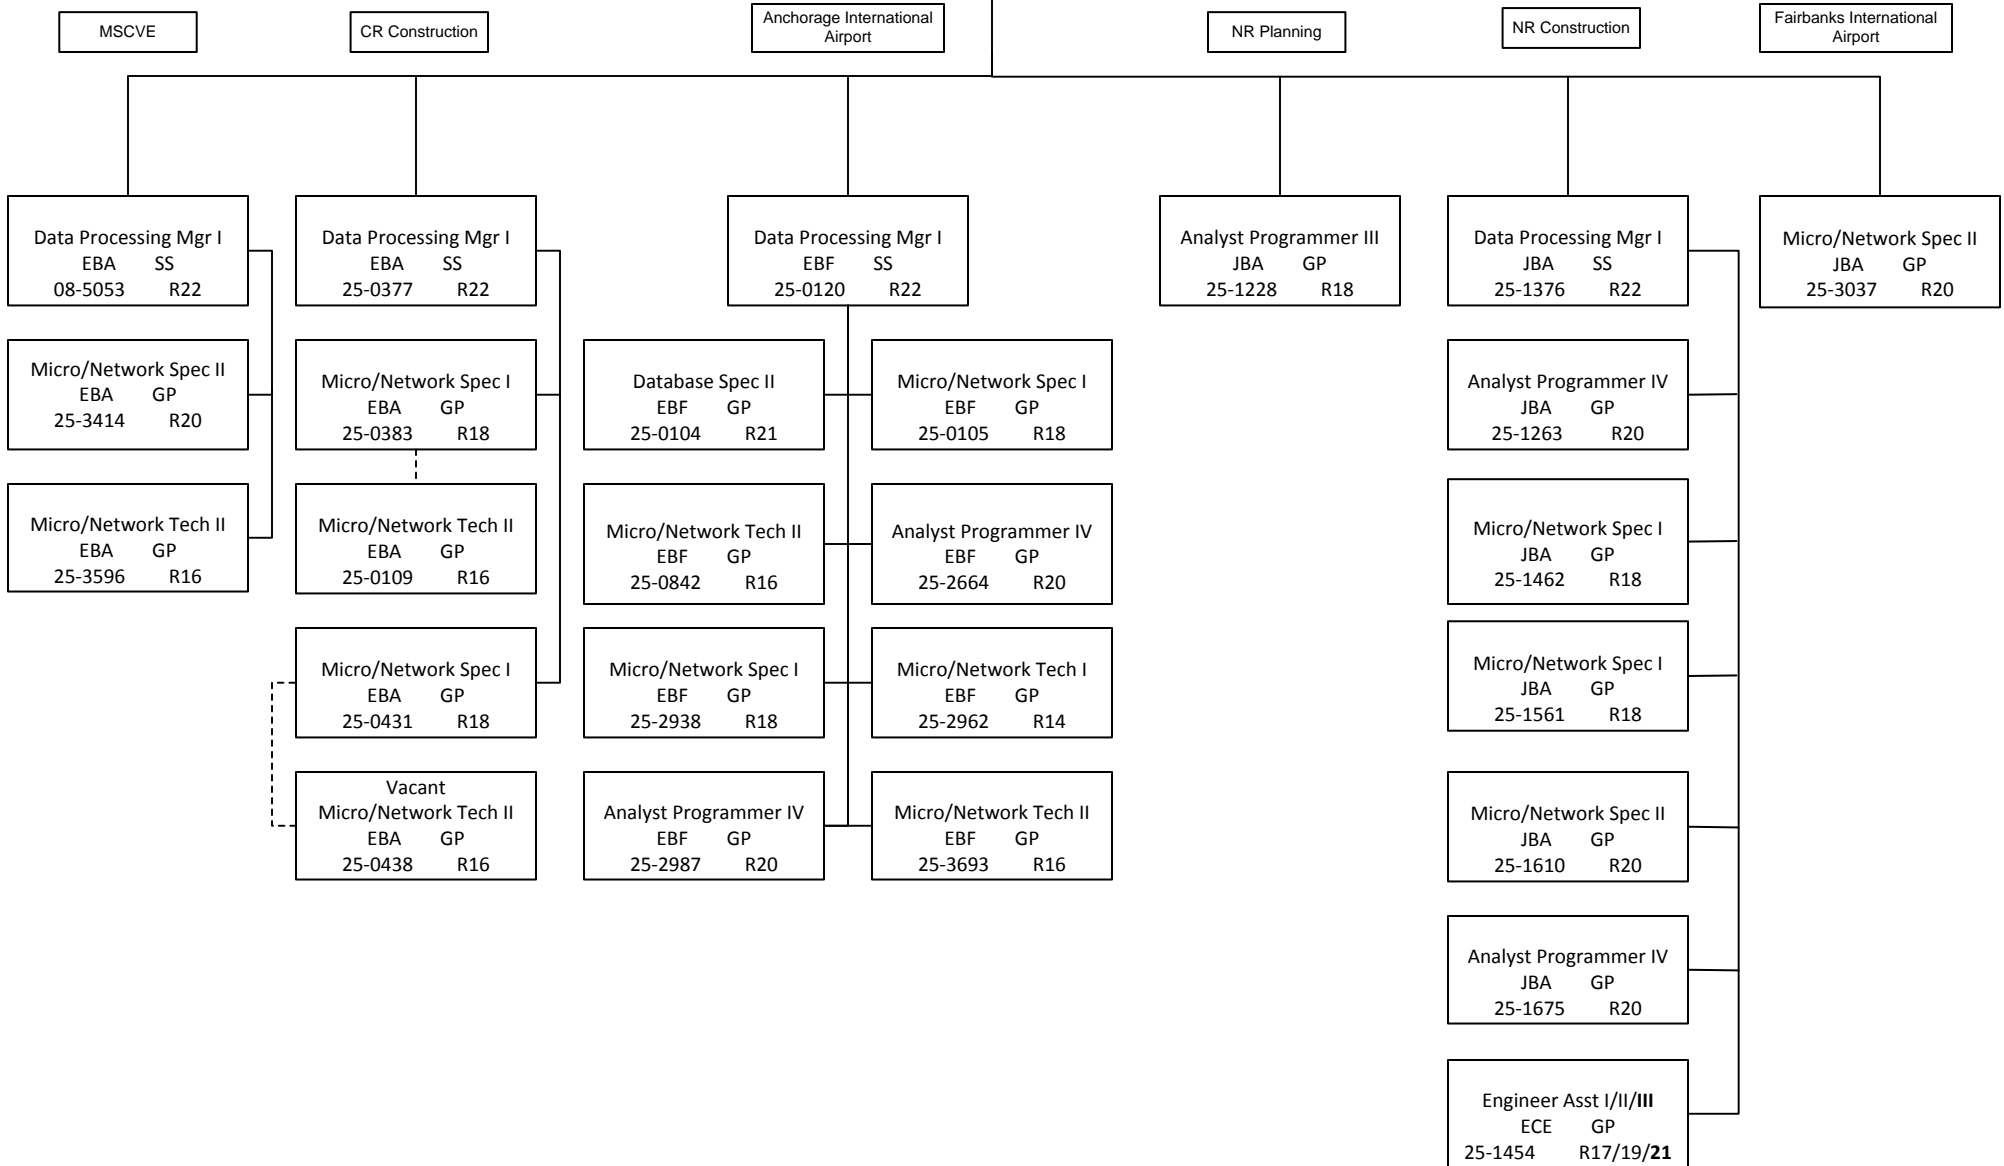 MSCVE
CR Construction
Anchorage International
Airport
NR Planning
NR Construction
Fairbanks International
Airport
Data Processing Mgr I
EBA SS
08-5053 R22
Micro/Network Spec II
EBA GP
25-3414 R20
Micro/Network Tech II
EBA GP
25-3596 R16
Data Processing Mgr I
EBA SS
25-0377 R22
Micro/Network Spec I
EBA GP
25-0383 R18
Micro/Network Tech II
EBA GP
25-0109 R16
Micro/Network Spec I
EBA GP
25-0431 R18
Vacant
Micro/Network Tech II
EBA GP
25-0438 R16
Data Processing Mgr I
EBF SS
25-0120 R22
Database Spec II
EBF GP
25-0104 R21
Micro/Network Spec I
EBF GP
25-0105 R18
Micro/Network Tech II
EBF GP
25-0842 R16
Analyst Programmer IV
EBF GP
25-2664 R20
Micro/Network Spec I
EBF GP
25-2938 R18
Micro/Network Tech I
EBF GP
25-2962 R14
Analyst Programmer IV
EBF GP
25-2987 R20
Micro/Network Tech II
EBF GP
25-3693 R16
Analyst Programmer III
JBA GP
25-1228 R18
Data Processing Mgr I
JBA SS
25-1376 R22
Analyst Programmer IV
JBA GP
25-1263 R20
Micro/Network Spec I
JBA GP
25-1462 R18
Micro/Network Spec I
JBA GP
25-1561 R18
Micro/Network Spec II
JBA GP
25-1610 R20
Analyst Programmer IV
JBA GP
25-1675 R20
Engineer Asst I/II/III
ECE GP
25-1454 R17/19/21
Micro/Network Spec II
JBA GP
25-3037 R20